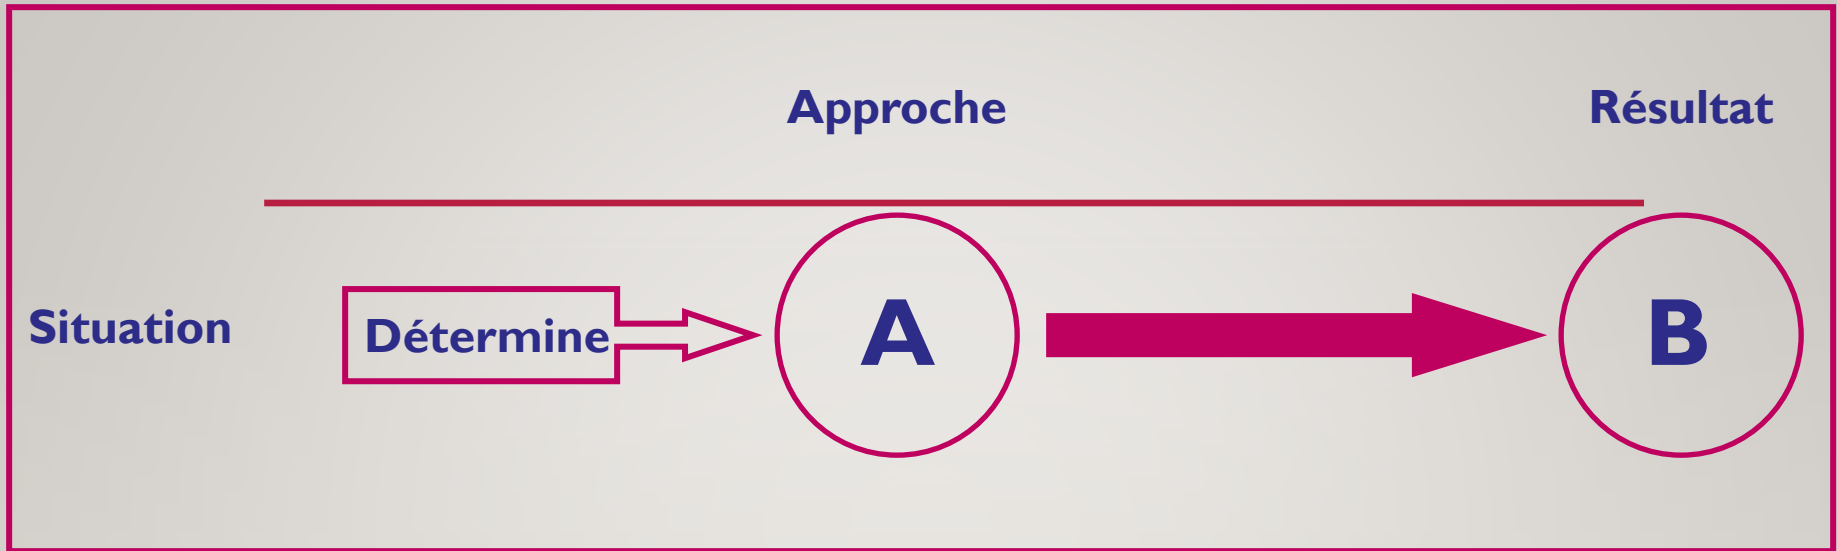 Approche
Résultat
Situation
Détermine
A
B